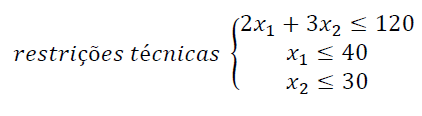 2x₁ + 3x₂ ≤ 120
restrições técnicas { x₁ ≤ 40
x₂ ≤ 30